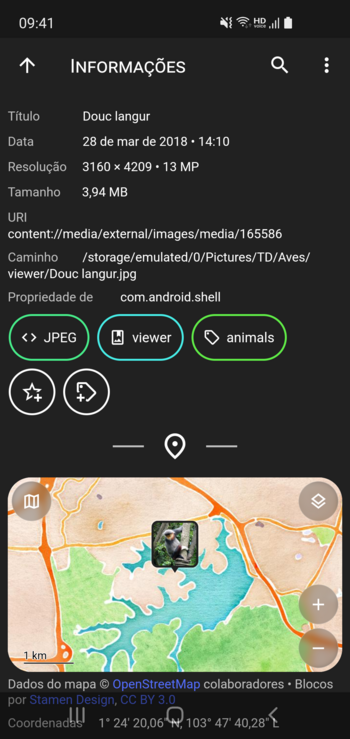 09:41
HD
VOICE
INFORMAÇÕES
Título Douc langur
Data 28 de mar de 2018 • 14:10
Resolução 3160 × 4209 • 13 MP
Tamanho 3,94 MB
URI
content://media/external/images/media/165586
Caminho /storage/emulated/0/Pictures/TD/Aves/
viewer/Douc langur.jpg
Propriedade de com.android.shell
JPEG viewer animals
1 km
Dados do mapa © OpenStreetMap colaboradores • Blocos
por Stamen Design, CC BY 3.0
Coordenadas 1° 24′ 20,06″ N, 103° 47′ 40,28″ L